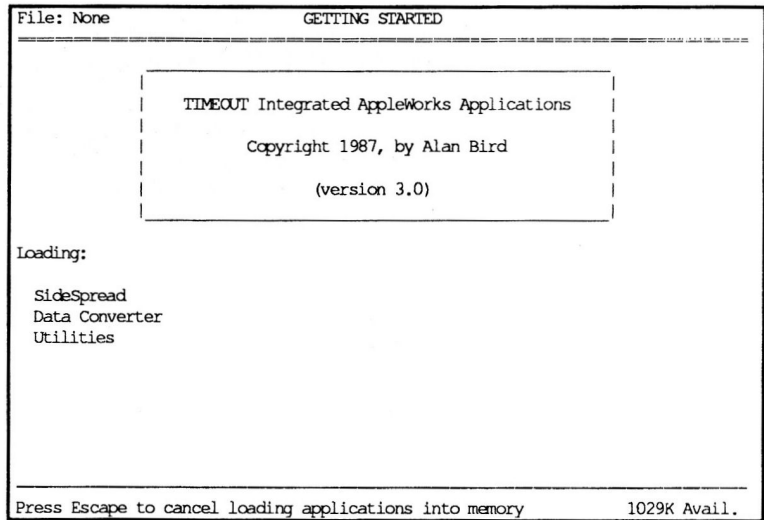 File: None GETTING STARTED
TIMEOUT Integrated AppleWorks Applications
Copyright 1987, by Alan Bird
(version 3.0)
Loading:
SideSpread
Data Converter
Utilities
Press Escape to cancel loading applications into memory 1029K Avail.